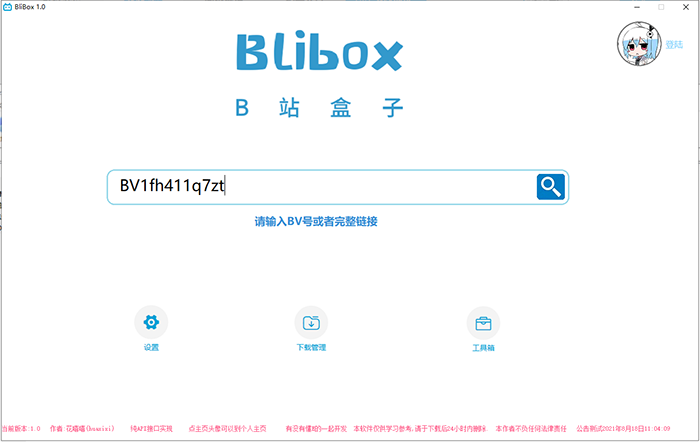 BliBox 1.0
Blibox
登陆
B 站 盒 子
BV1fh411q7zt
请输入BV号或者完整链接
设置 下载管理 工具箱
当前版本:1.0 作者:花嘻嘻(huaxixi) 纯API接口实现 点主页头像可以到个人主页 有没有懂的一起开发 本软件仅供学习参考,请于下载后24小时内删除 本作者不负任何法律责任 公告测试2021年8月18日11:04:09